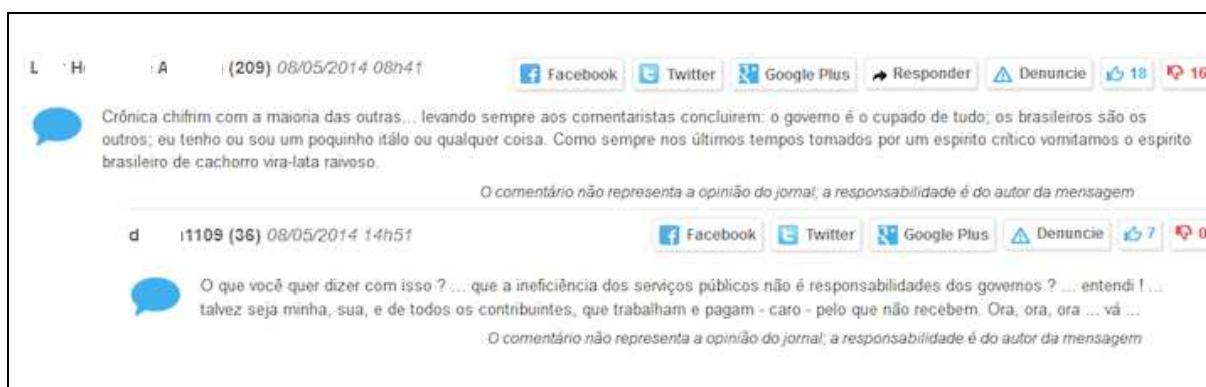 L H A (209) 08/05/2014 08h41 Facebook Twitter Google Plus Responder Denuncie 18 16
Crônica chifrim com a maioria das outras... levando sempre aos comentaristas concluirem: o governo é o cupado de tudo; os brasileiros são os
outros; eu tenho ou sou um poquinho itálo ou qualquer coisa. Como sempre nos últimos tempos tomados por um espirito crítico vomitamos o espirito
brasileiro de cachorro vira-lata raivoso.
O comentário não representa a opinião do jornal; a responsabilidade é do autor da mensagem
d 1109 (36) 08/05/2014 14h51 Facebook Twitter Google Plus Denuncie 7 0
O que você quer dizer com isso ? ... que a ineficiência dos serviços públicos não é responsabilidades dos governos ? ... entendi ! ...
talvez seja minha, sua, e de todos os contribuintes, que trabalham e pagam - caro - pelo que não recebem. Ora, ora, ora ... vá ...
O comentário não representa a opinião do jornal; a responsabilidade é do autor da mensagem